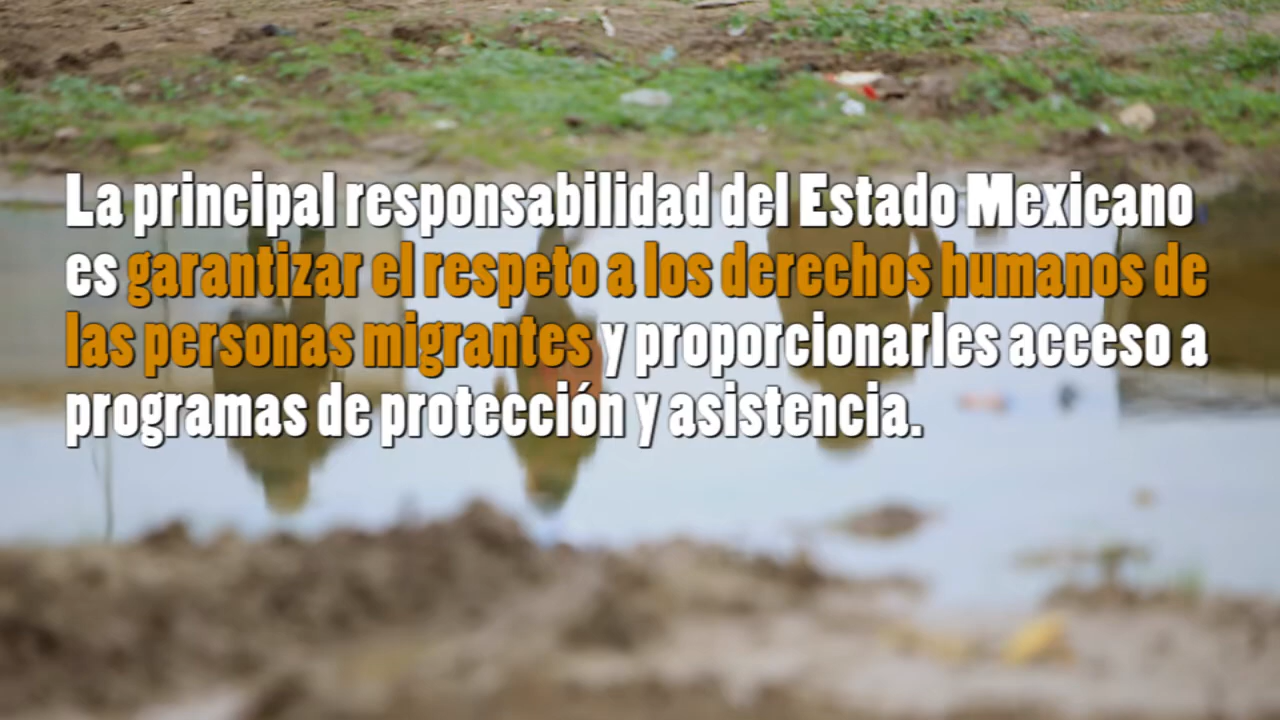 La principal responsabilidad del Estado Mexicano
es garantizar el respeto a los derechos humanos de
las personas migrantes y proporcionarles acceso a
programas de protección y asistencia.